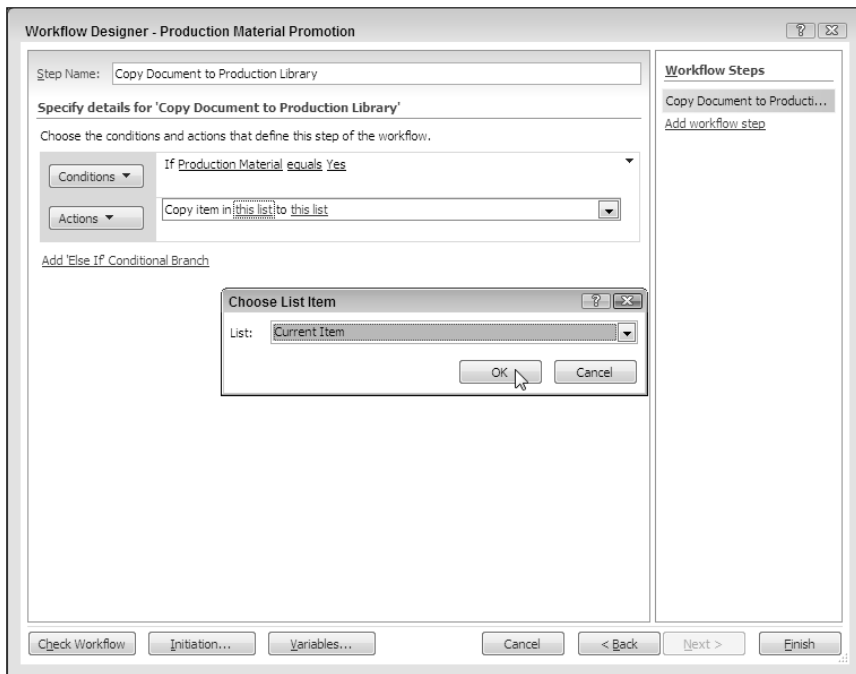 Workflow Designer - Production Material Promotion
Step Name: Copy Document to Production Library
Specify details for 'Copy Document to Production Library'
Choose the conditions and actions that define this step of the workflow.
Conditions
If Production Material equals Yes
Actions
Copy item in this list to this list
Add 'Else If' Conditional Branch
Workflow Steps
Copy Document to Producti...
Add workflow step
Choose List Item
List: Current Item
OK Cancel
Check Workflow Initiation... Variables... Cancel < Back Next > Finish